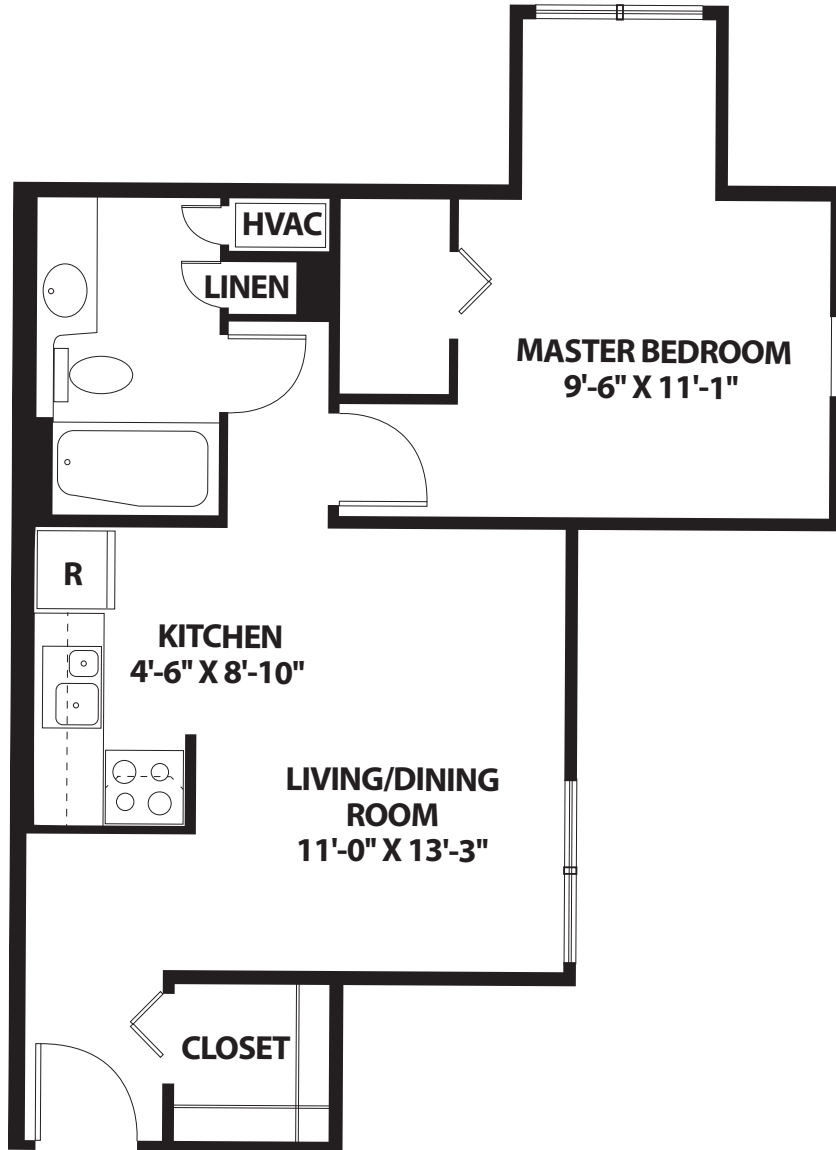 HVAC
LINEN
MASTER BEDROOM
9'-6" X 11'-1"
R
KITCHEN
4'-6" X 8'-10"
LIVING/DINING
ROOM
11'-0" X 13'-3"
CLOSET